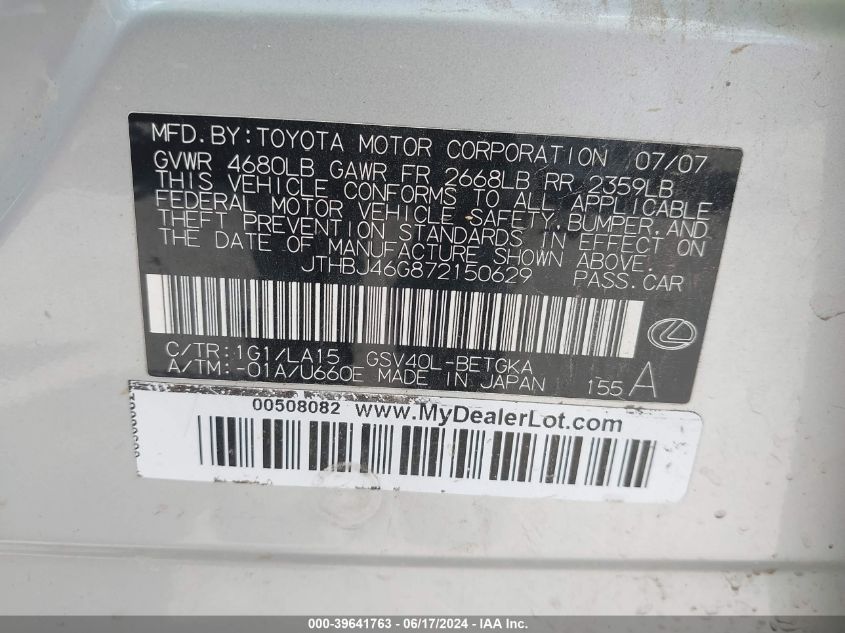 MFD.BY:TOYOTA MOTOR CORPORATION 07/07
GVWR 4680LB GAWR FR 2668LB RR 2359LB
THIS VEHICLE CONFORMS TO ALL APPLICABLE
FEDERAL MOTOR VEHICLE SAFETY,BUMPER,AND
THEFT PREVENTION STANDARDS IN EFFECT ON
THE DATE OF MANUFACTURE SHOWN ABOVE.
JTHBJ46G872150629 PASS.CAR
C/TR:1G1/LA15 GSV40L-BETGKA
A/TM:-01A/U660E MADE IN JAPAN 155 A
00508082 www.MyDealerLot.com
000-39641763 - 06/17/2024 - IAA Inc.